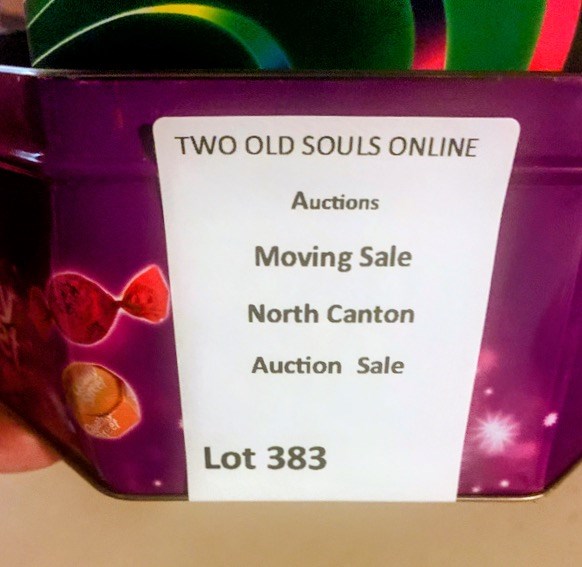 TWO OLD SOULS ONLINE
Auctions
Moving Sale
North Canton
Auction Sale
Lot 383